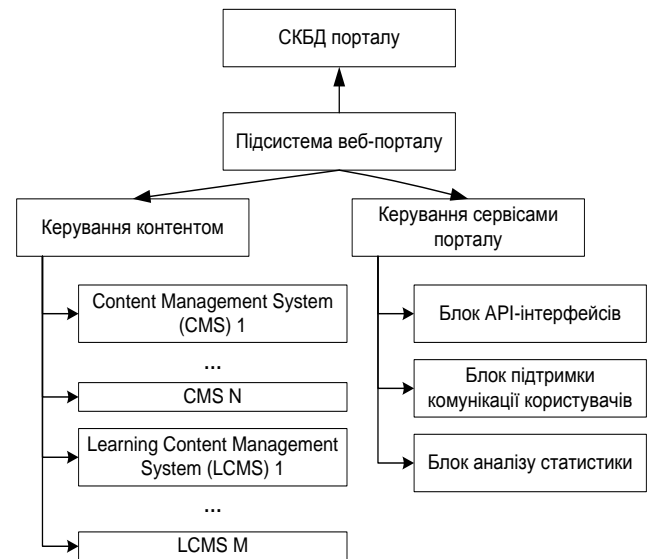 СКБД порталу
Підсистема веб-порталу
Керування контентом
Керування сервісами
порталу
Content Management System
(CMS) 1
...
CMS N
Learning Content Management
System (LCMS) 1
...
LCMS M
Блок API-інтерфейсів
Блок підтримки
комунікації користувачів
Блок аналізу статистики